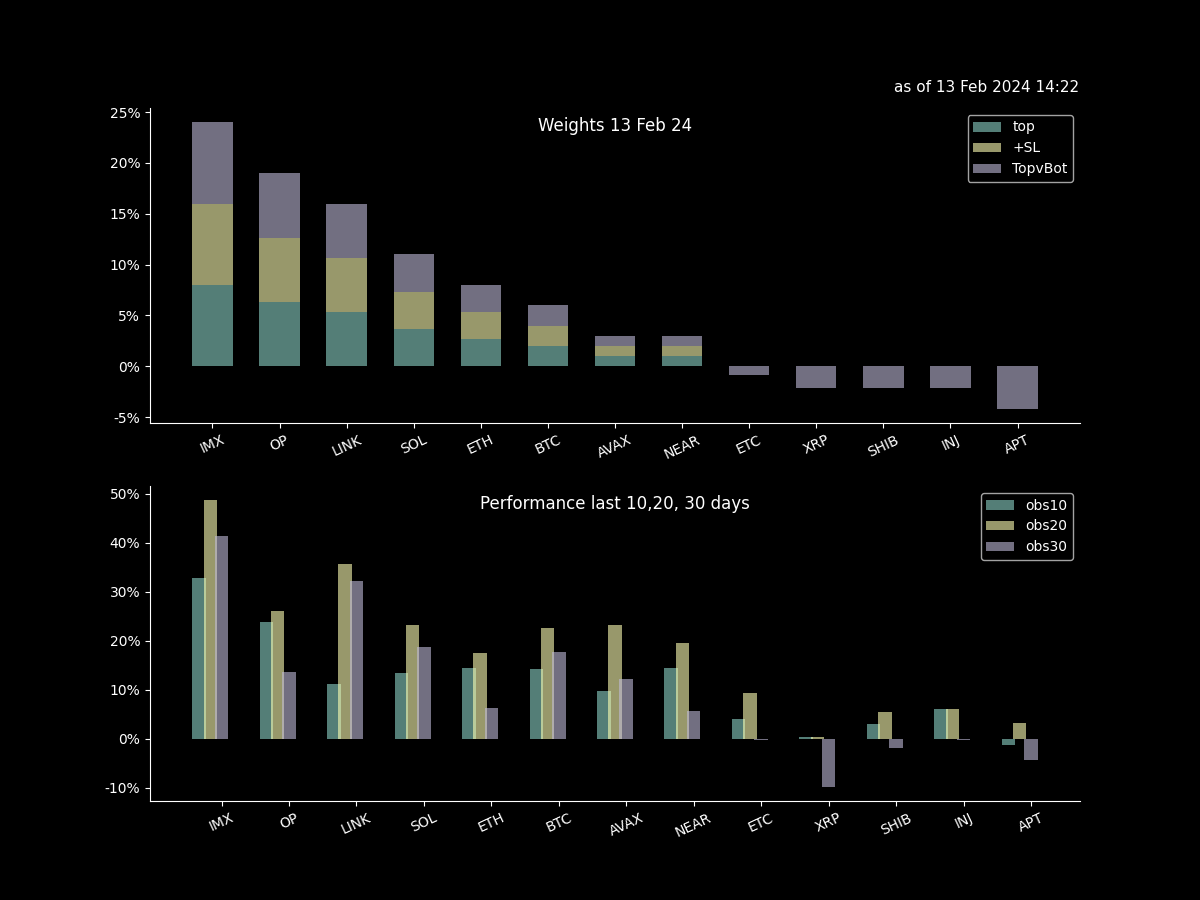 as of 13 Feb 2024 14:22
Weights 13 Feb 24
top
+SL
TopvBot
25%
20%
15%
10%
5%
0%
-5%
IMX OP LINK SOL ETH BTC AVAX NEAR ETC XRP SHIB INJ APT
Performance last 10,20, 30 days
obs10
obs20
obs30
50%
40%
30%
20%
10%
0%
-10%
IMX OP LINK SOL ETH BTC AVAX NEAR ETC XRP SHIB INJ APT